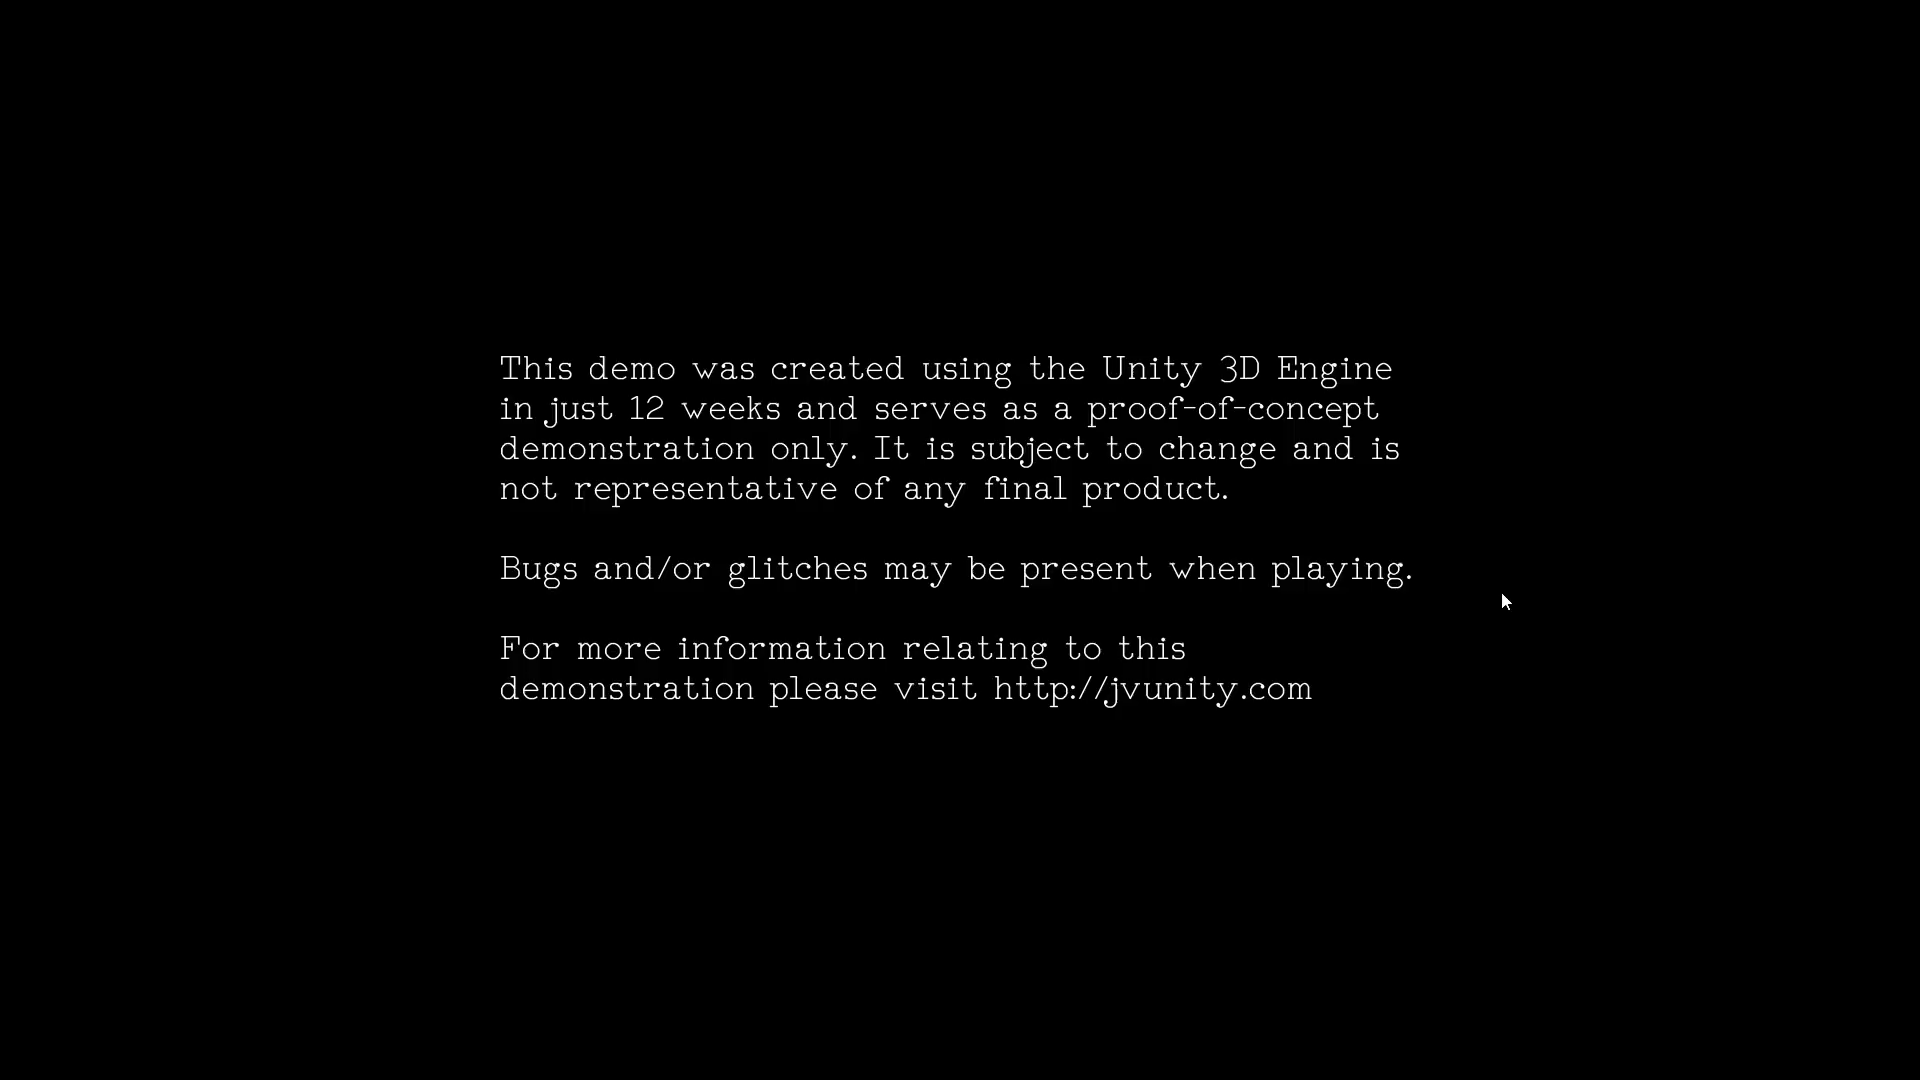 This demo was created using the Unity 3D Engine
in just 12 weeks and serves as a proof-of-concept
demonstration only. It is subject to change and is
not representative of any final product.
Bugs and/or glitches may be present when playing.
For more information relating to this
demonstration please visit http://jvunity.com